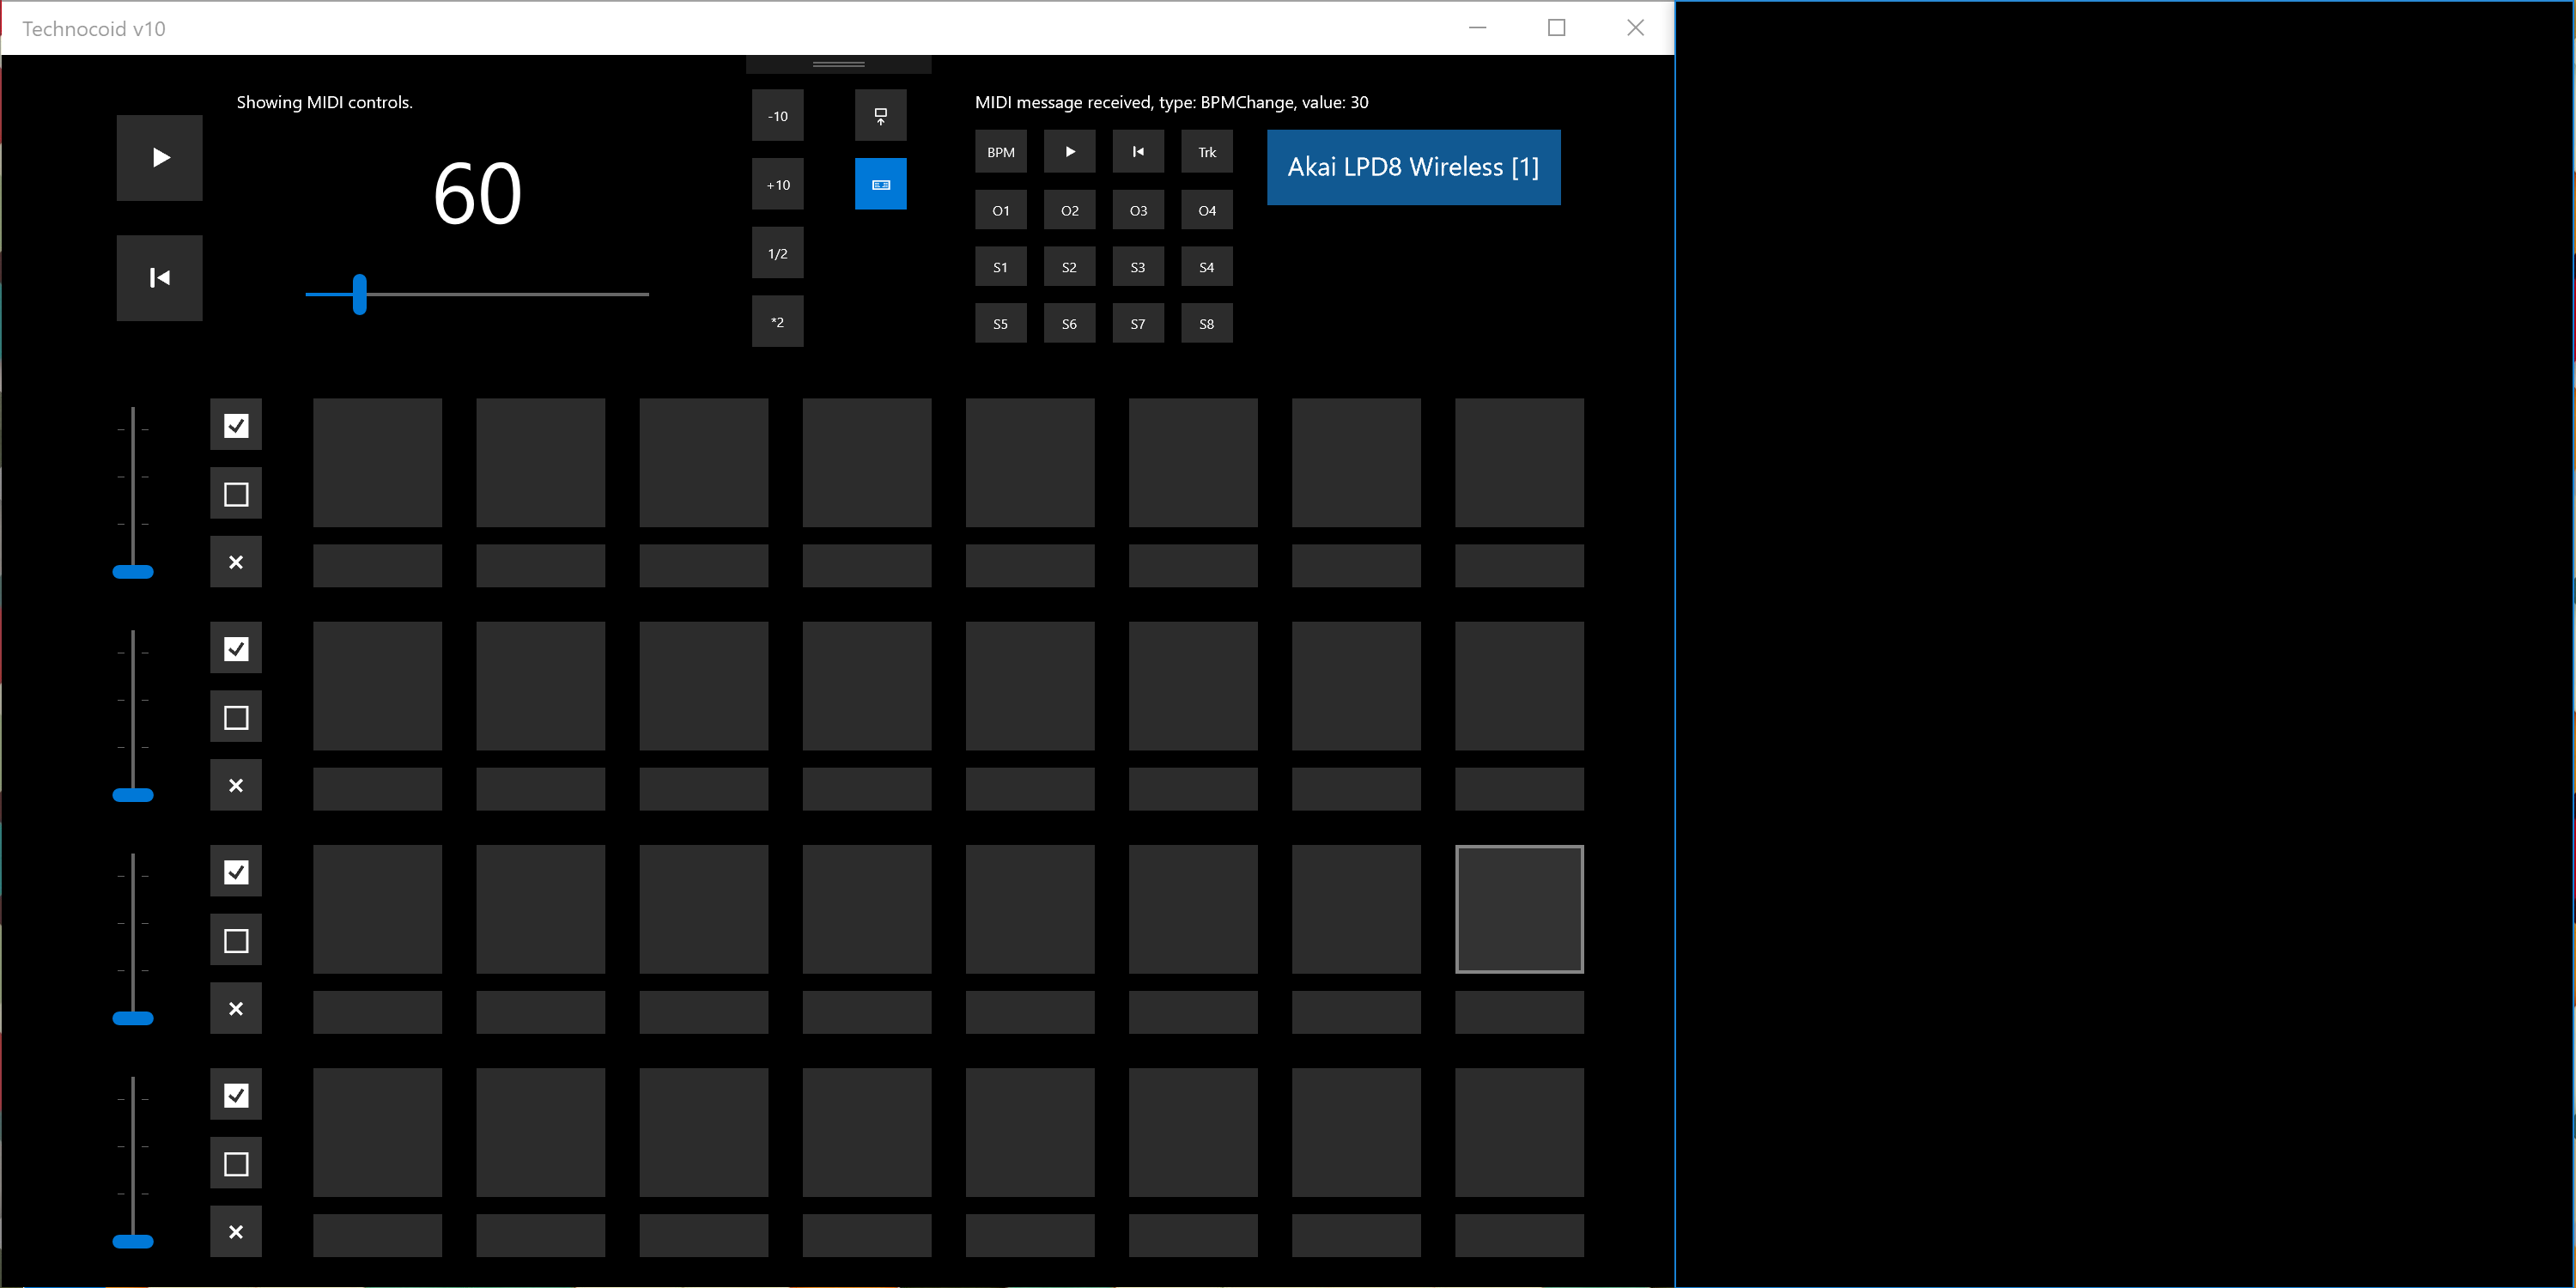 Technocoid v10
Showing MIDI controls.
60
-10
+10
1/2
*2
MIDI message received, type: BPMChange, value: 30
BPM Trk
O1 O2 O3 O4
S1 S2 S3 S4
S5 S6 S7 S8
Akai LPD8 Wireless [1]